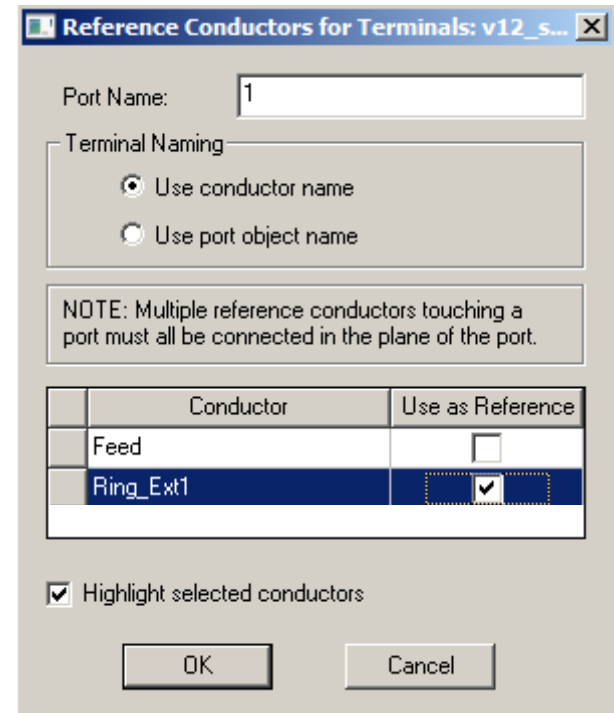 Reference Conductors for Terminals: v12_s...
Port Name: 1
Terminal Naming
Use conductor name
Use port object name
NOTE: Multiple reference conductors touching a
port must all be connected in the plane of the port.
Conductor Use as Reference
Feed
Ring_Ext1
Highlight selected conductors
OK Cancel